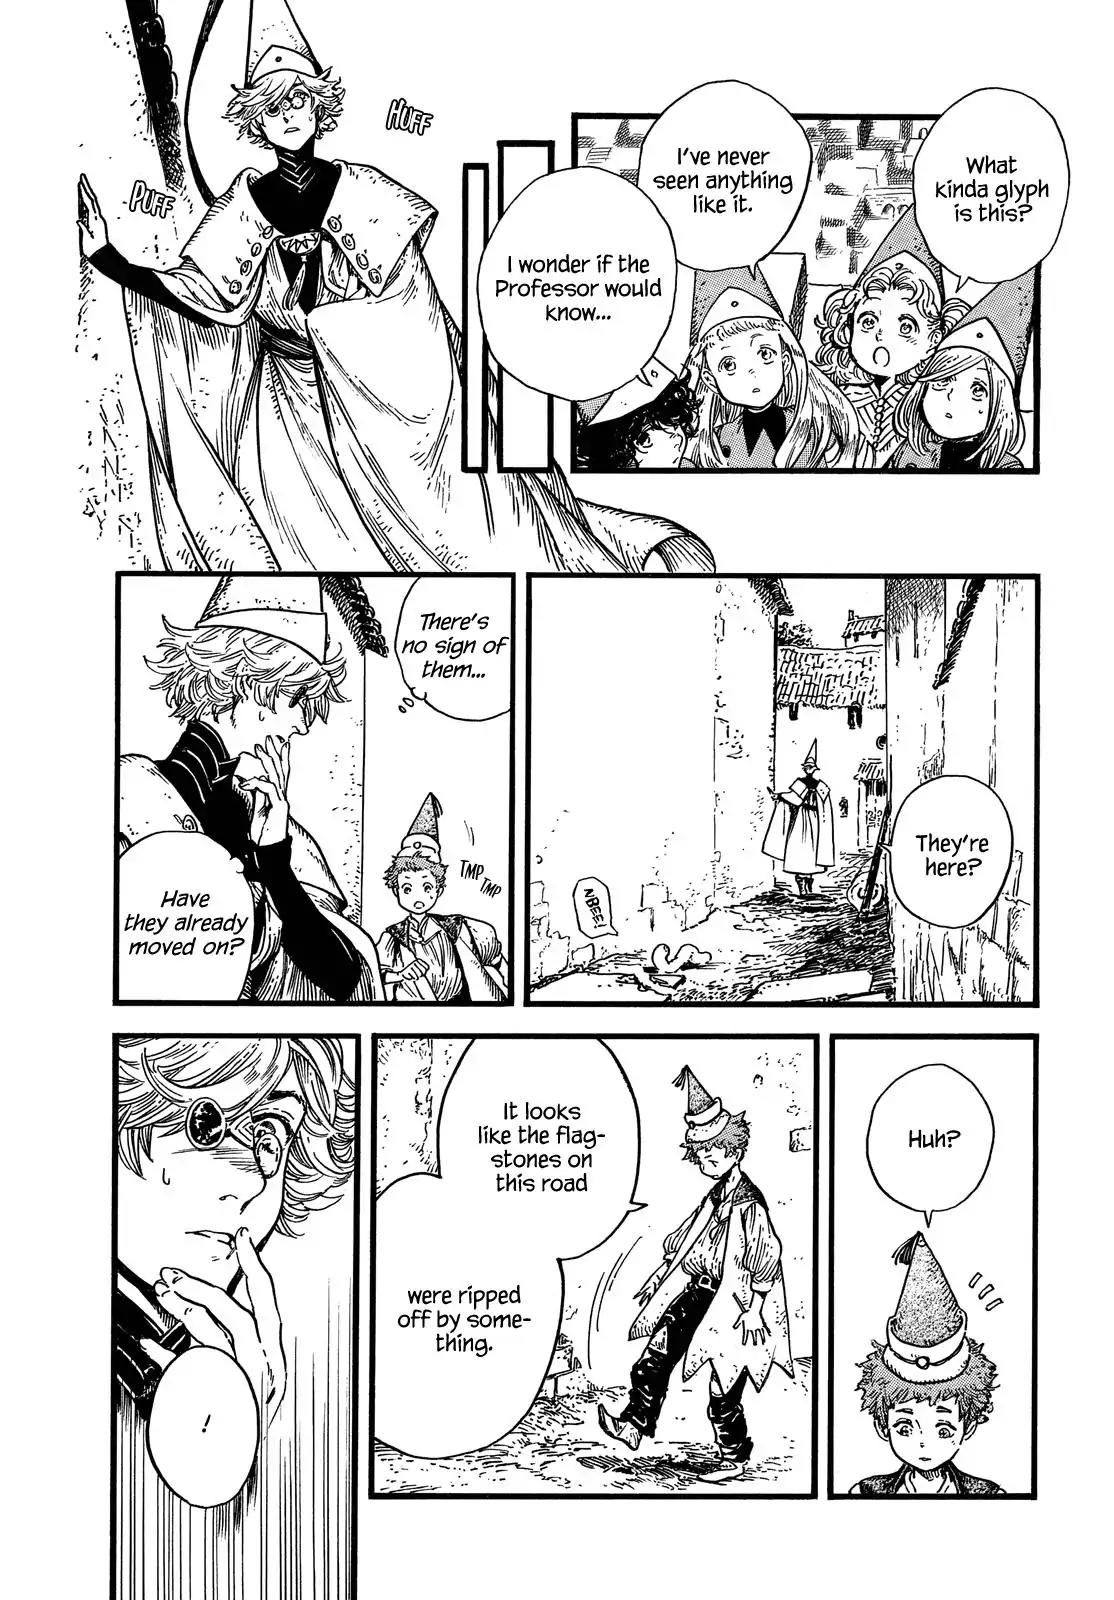 What
kinda glyph
is this?
I've never
seen anything
like it.
I wonder if the
Professor would
know...
HUFF
PUFF
They're
here?
NBEE!
There's
no sign of
them...
TMP
TMP
Have
they already
moved on?
Huh?
It looks
like the flag-
stones on
this road
were ripped
off by some-
thing.
!